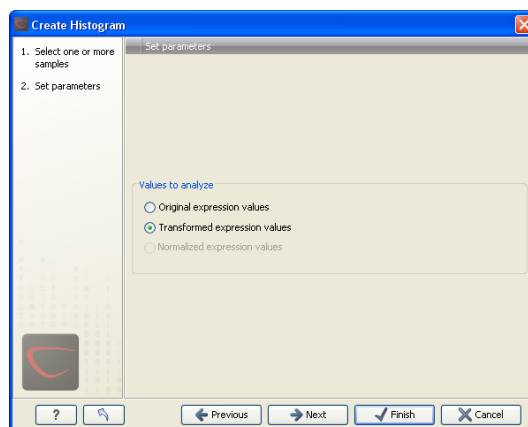 Create Histogram
1. Select one or more
samples
2. Set parameters
Set parameters
Values to analyze
Original expression values
Transformed expression values
Normalized expression values
?
Previous
Next
Finish
Cancel